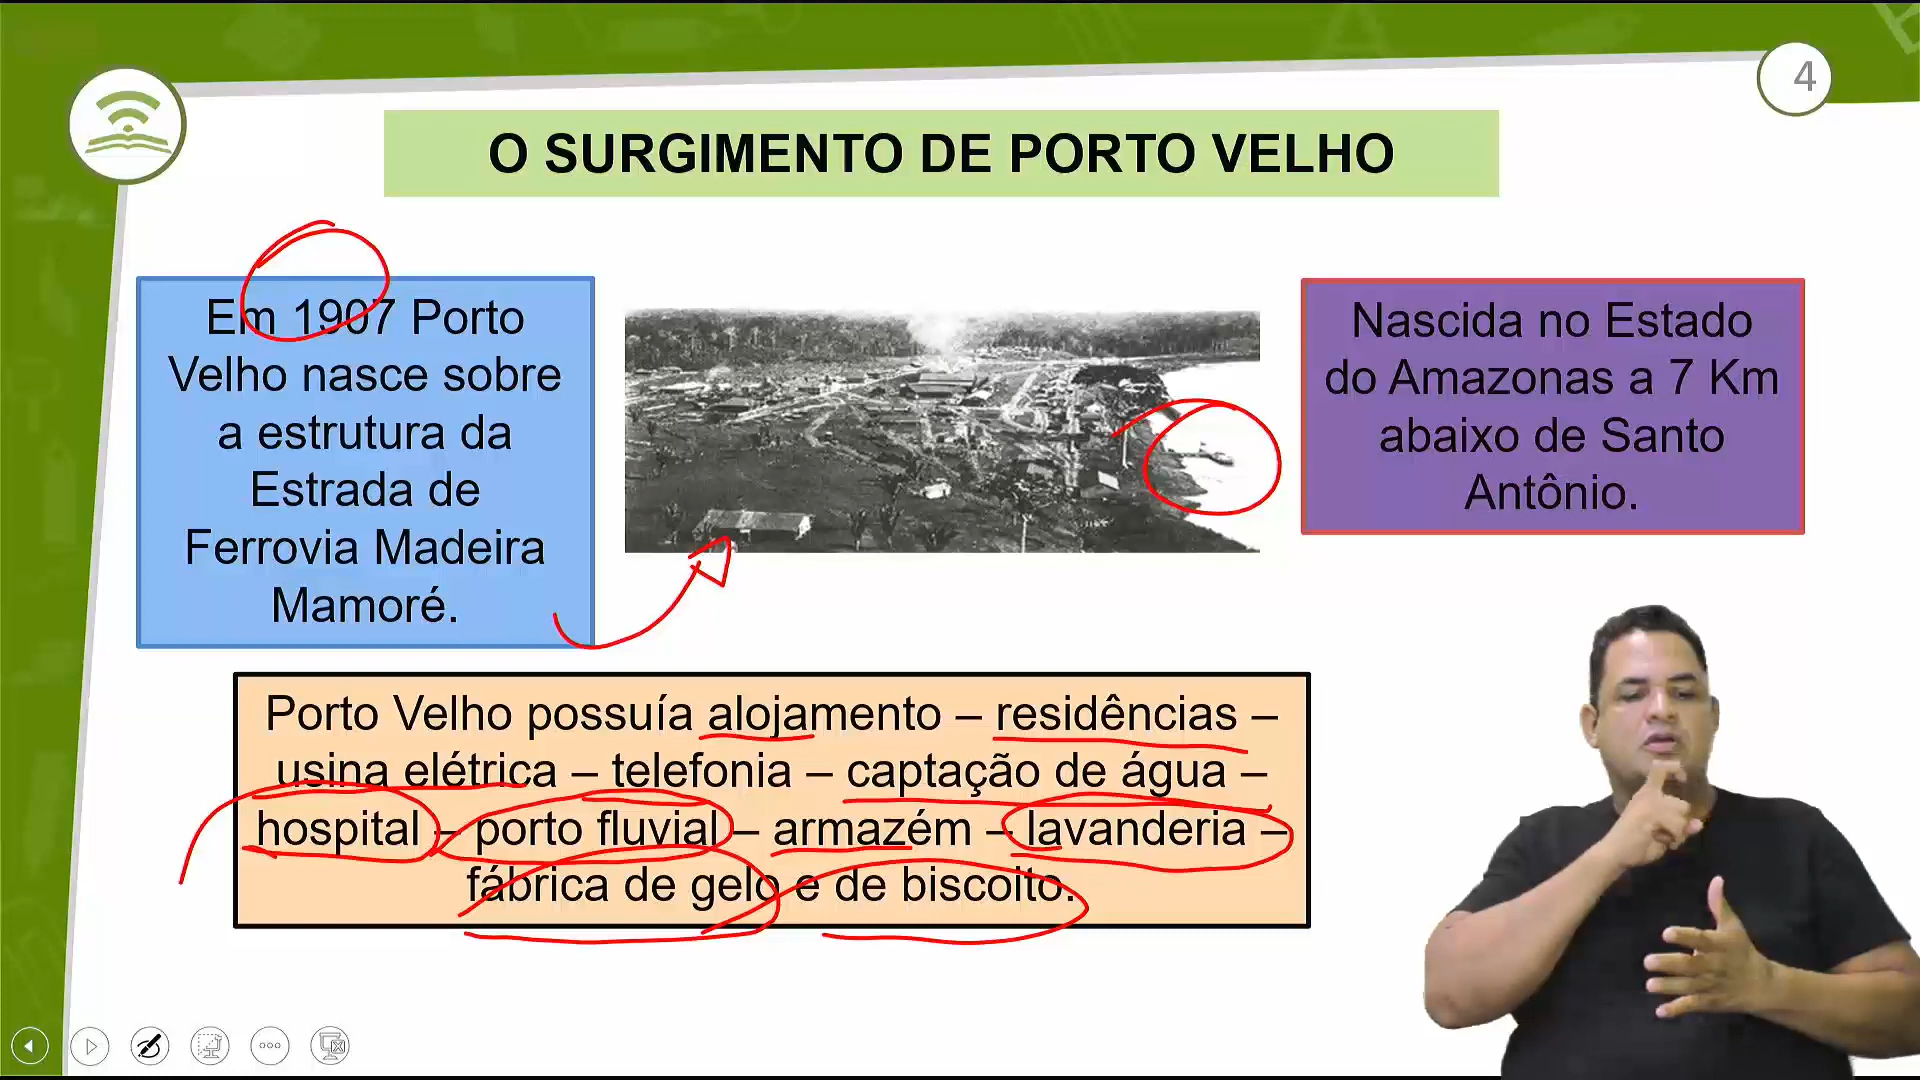 4
O SURGIMENTO DE PORTO VELHO
Em 1907 Porto
Velho nasce sobre
a estrutura da
Estrada de
Ferrovia Madeira
Mamoré.
Nascida no Estado
do Amazonas a 7 Km
abaixo de Santo
Antônio.
Porto Velho possuía alojamento – residências –
usina elétrica – telefonia – captação de água –
hospital – porto fluvial – armazém – lavanderia –
fábrica de gelo e de biscoito.